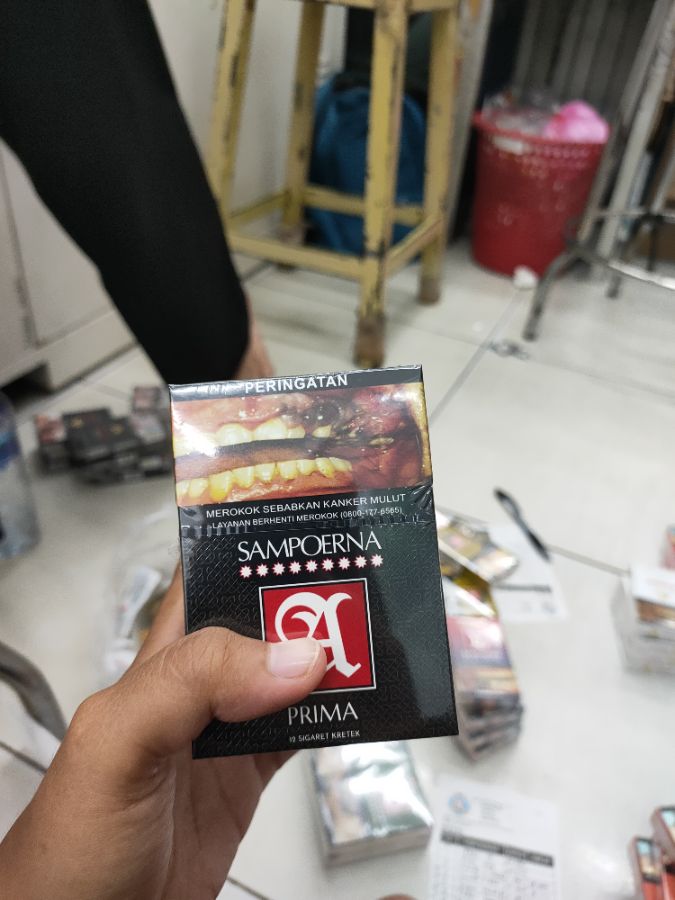 PERINGATAN
MEROKOK SEBABKAN KANKER MULUT
LAYANAN BERHENTI MEROKOK (0800-177-6565)
SAMPOERNA
A
PRIMA
12 SIGARET KRETEK